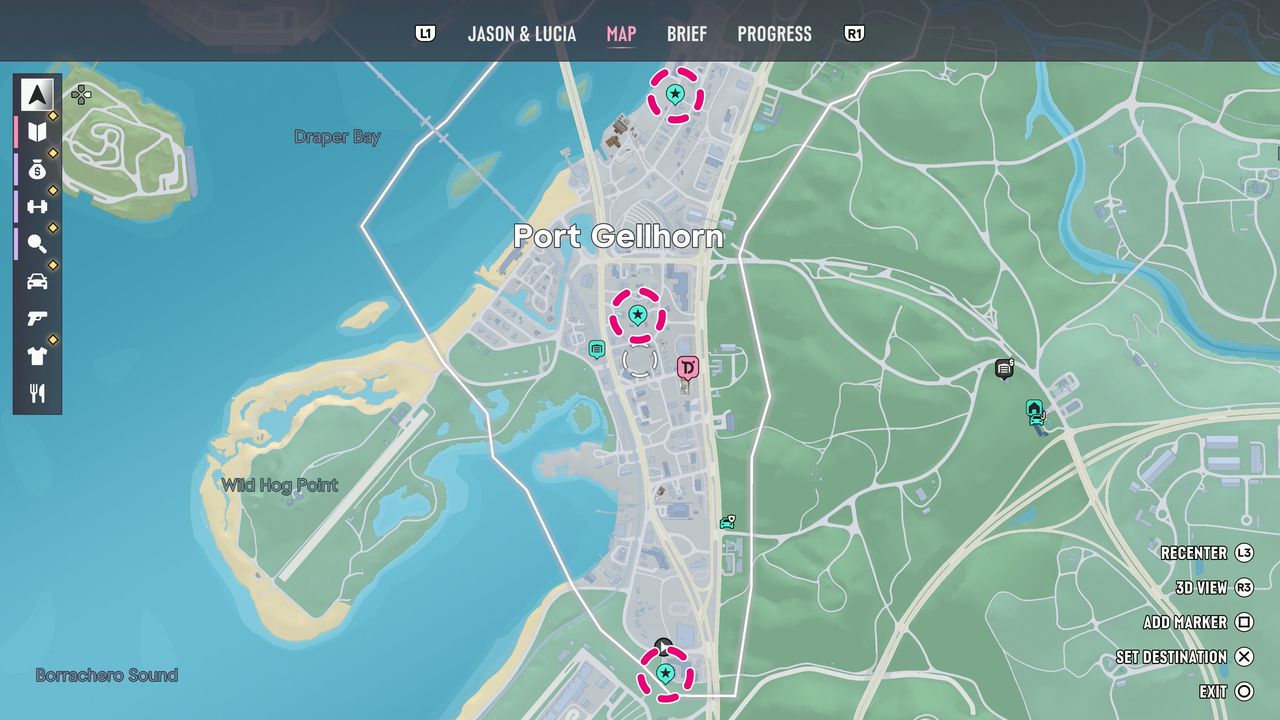 L1 JASON & LUCIA MAP BRIEF PROGRESS R1
Draper Bay
Port Gellhorn
Wild Hog Point
Borrachero Sound
RECENTER L3
3D VIEW R3
ADD MARKER
SET DESTINATION
EXIT